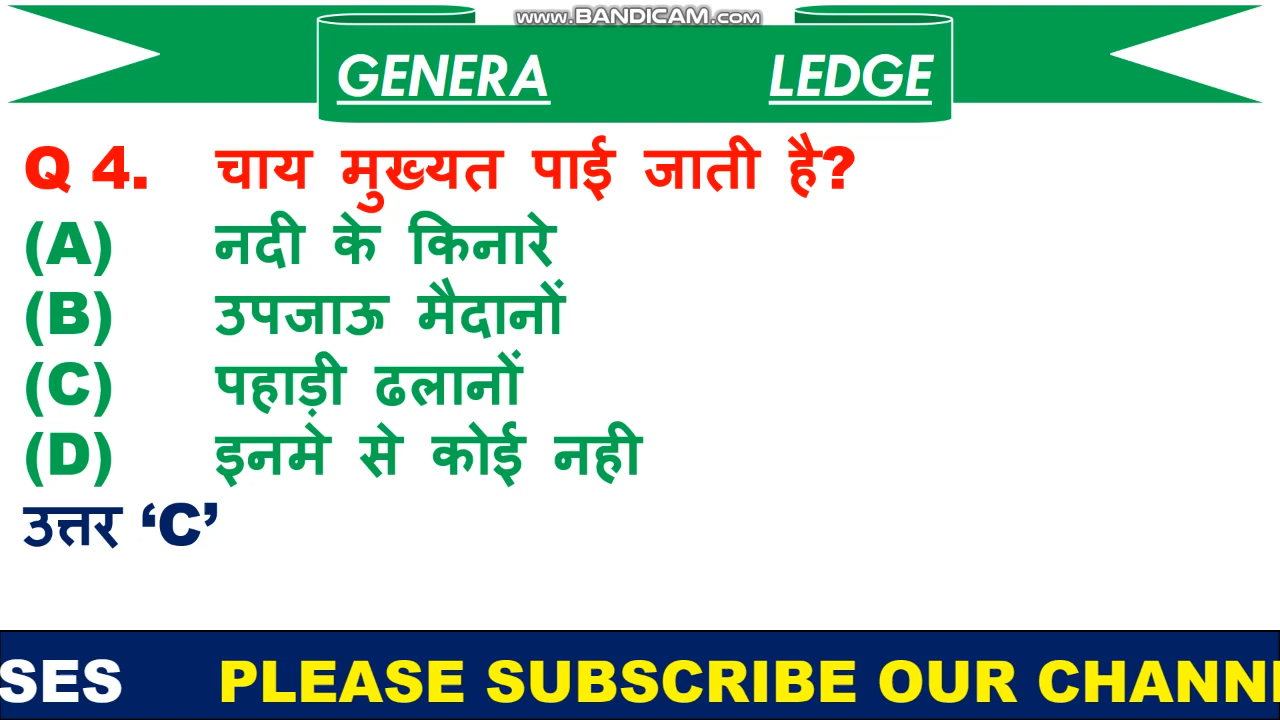 www.BANDICAM.com
GENERA LEDGE
Q 4. चाय मुख्यत पाई जाती है?
(A) नदी के किनारे
(B) उपजाऊ मैदानों
(C) पहाड़ी ढलानों
(D) इनमे से कोई नही
उत्तर ‘C’
SES PLEASE SUBSCRIBE OUR CHANN